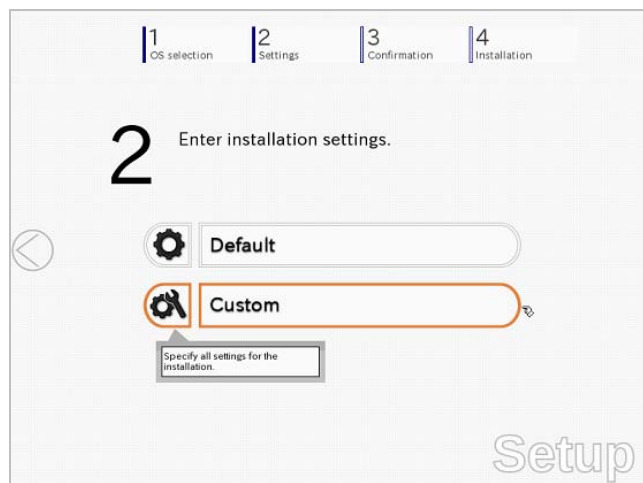 1
OS selection
2
Settings
3
Confirmation
4
Installation
2
Enter installation settings.
Default
Custom
Specify all settings for the
installation.
Setup